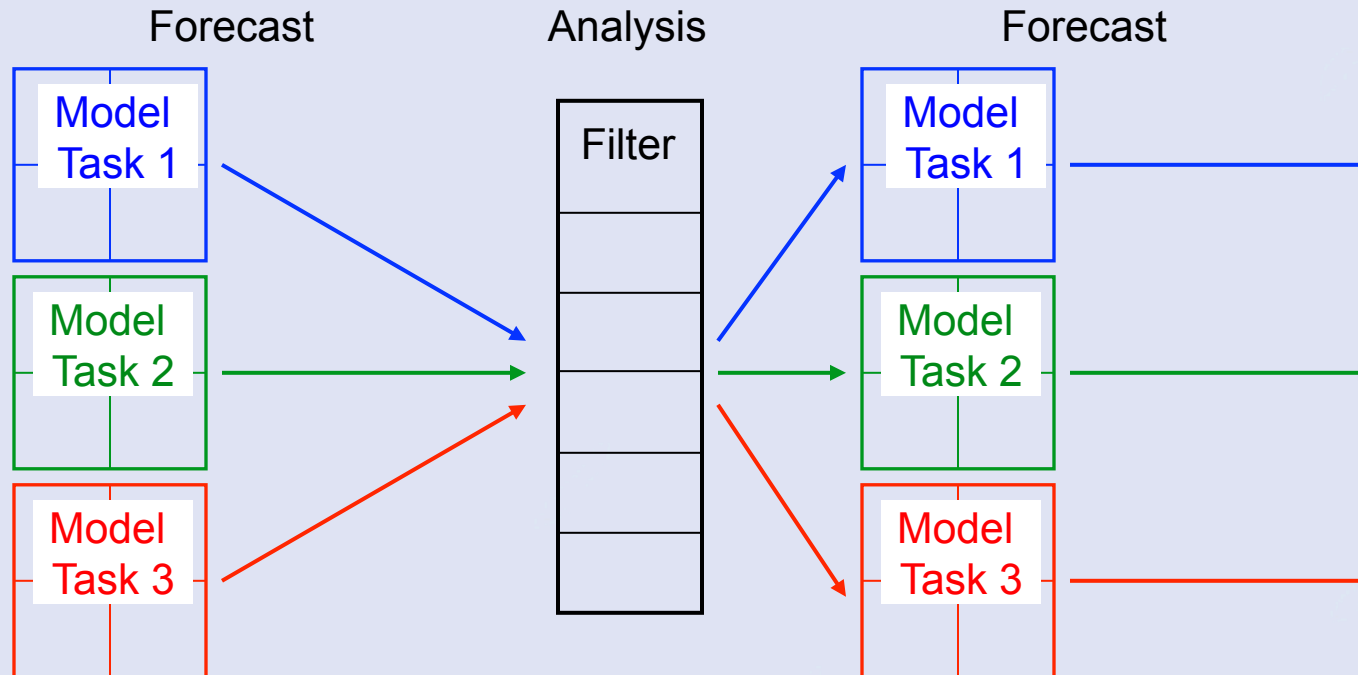 Forecast
Analysis
Forecast
Model
Task 1
Model
Task 2
Model
Task 3
Filter
Model
Task 1
Model
Task 2
Model
Task 3